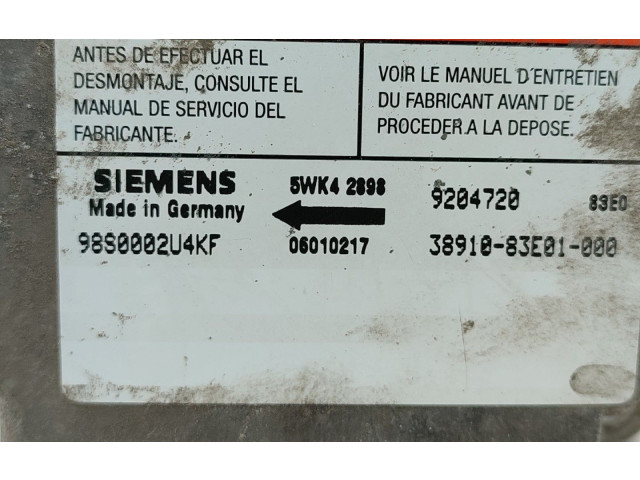 ANTES DE EFECTUAR EL
DESMONTAJE, CONSULTE EL
MANUAL DE SERVICIO DEL
FABRICANTE.
VOIR LE MANUEL D´ENTRETIEN
DU FABRICANT AVANT DE
PROCEDER A LA DEPOSE.
SIEMENS 5WK4 2898 9204720 83E0
Made in Germany
98S0002U4KF 06010217 38910-83E01-000